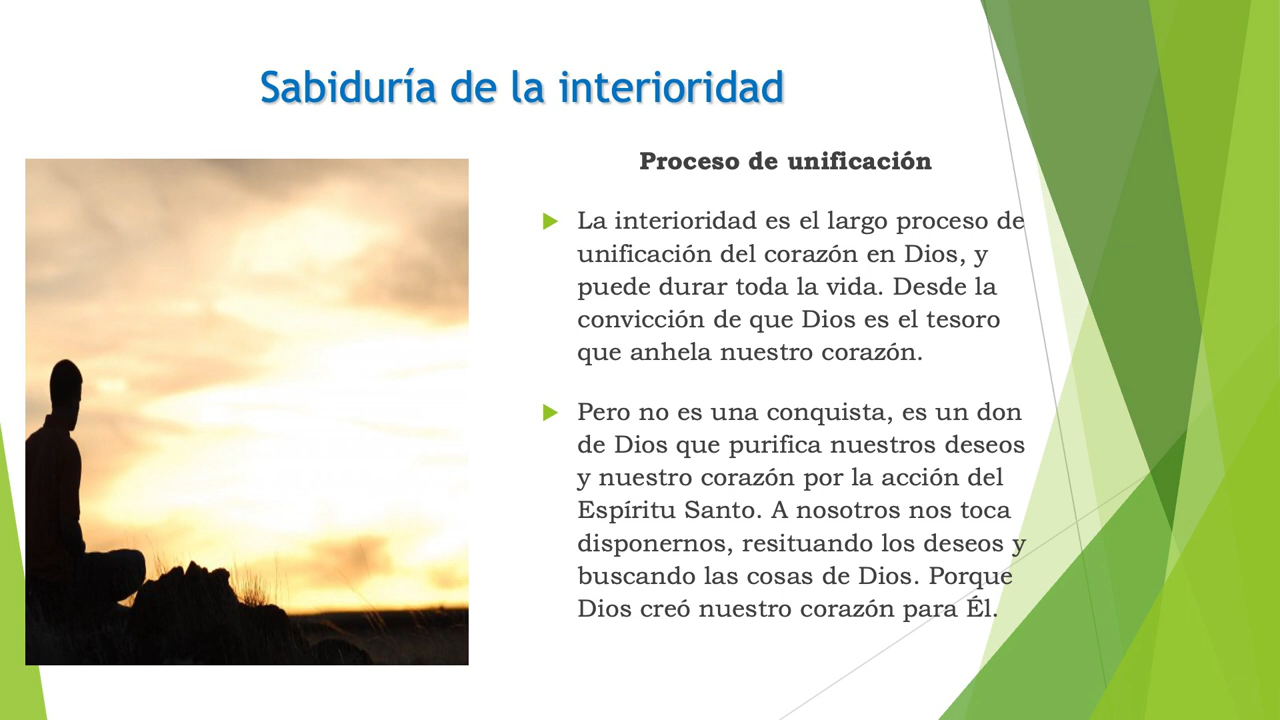 Sabiduría de la interioridad
Proceso de unificación
La interioridad es el largo proceso de
unificación del corazón en Dios, y
puede durar toda la vida. Desde la
convicción de que Dios es el tesoro
que anhela nuestro corazón.
Pero no es una conquista, es un don
de Dios que purifica nuestros deseos
y nuestro corazón por la acción del
Espíritu Santo. A nosotros nos toca
disponernos, resituando los deseos y
buscando las cosas de Dios. Porque
Dios creó nuestro corazón para Él.